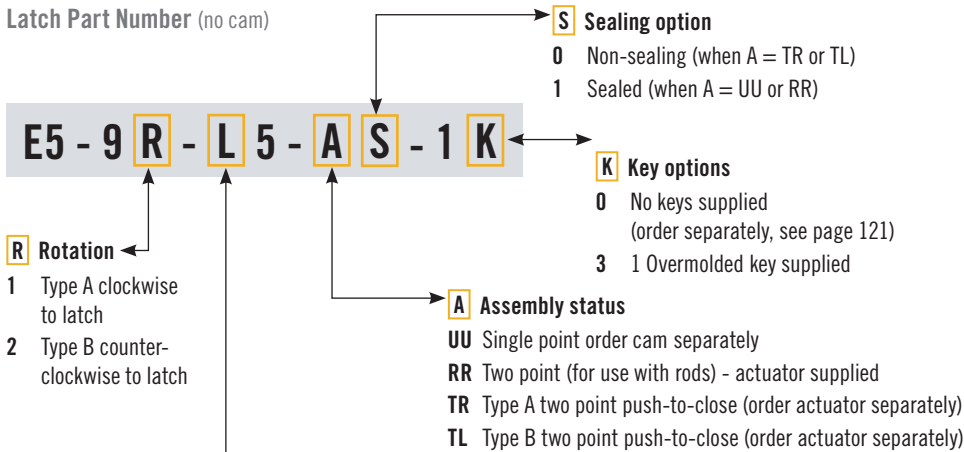 Latch Part Number (no cam)
E5 - 9 R - L 5 - A S - 1 K
S Sealing option
0 Non-sealing (when A = TR or TL)
1 Sealed (when A = UU or RR)
K Key options
0 No keys supplied
(order separately, see page 121)
3 1 Overmolded key supplied
R Rotation
1 Type A clockwise
to latch
2 Type B counter-
clockwise to latch
A Assembly status
UU Single point order cam separately
RR Two point (for use with rods) - actuator supplied
TR Type A two point push-to-close (order actuator separately)
TL Type B two point push-to-close (order actuator separately)